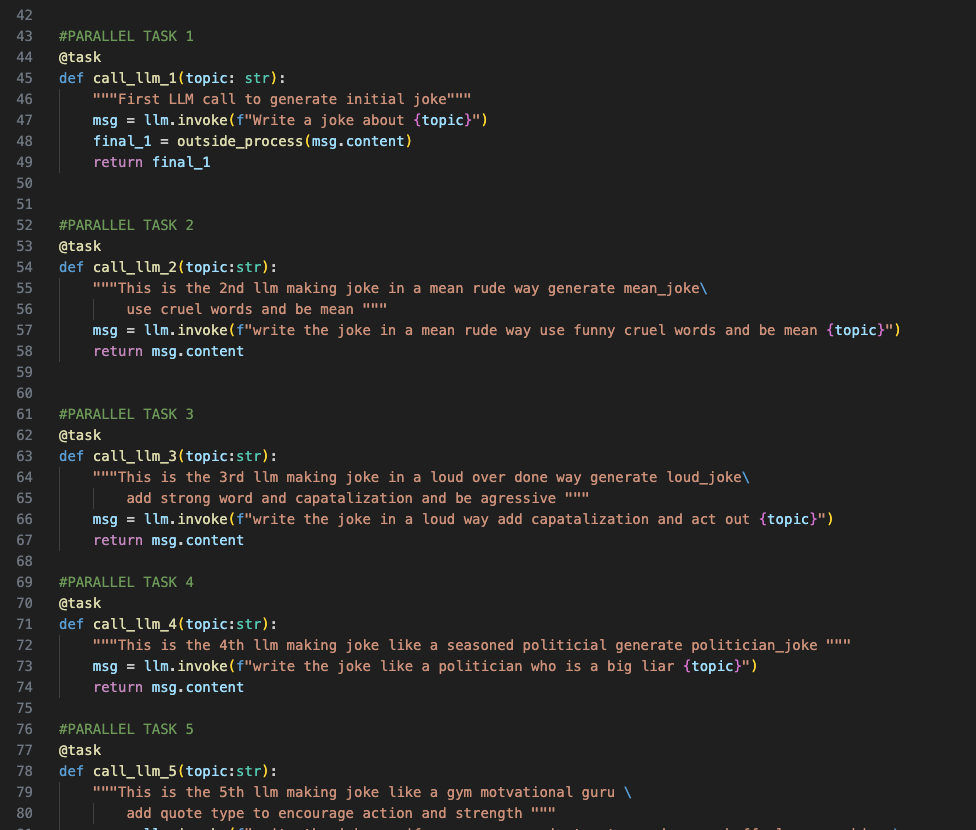 42
43 #PARALLEL TASK 1
44 @task
45 def call_llm_1(topic: str):
46     """First LLM call to generate initial joke"""
47     msg = llm.invoke(f"Write a joke about {topic}")
48     final_1 = outside_process(msg.content)
49     return final_1
50
51
52 #PARALLEL TASK 2
53 @task
54 def call_llm_2(topic:str):
55     """This is the 2nd llm making joke in a mean rude way generate mean_joke\
56         use cruel words and be mean """
57     msg = llm.invoke(f"write the joke in a mean rude way use funny cruel words and be mean {topic}")
58     return msg.content
59
60
61 #PARALLEL TASK 3
62 @task
63 def call_llm_3(topic:str):
64     """This is the 3rd llm making joke in a loud over done way generate loud_joke\
65         add strong word and capatalization and be agressive """
66     msg = llm.invoke(f"write the joke in a loud way add capatalization and act out {topic}")
67     return msg.content
68
69 #PARALLEL TASK 4
70 @task
71 def call_llm_4(topic:str):
72     """This is the 4th llm making joke like a seasoned politicial generate politician_joke """
73     msg = llm.invoke(f"write the joke like a politician who is a big liar {topic}")
74     return msg.content
75
76 #PARALLEL TASK 5
77 @task
78 def call_llm_5(topic:str):
79     """This is the 5th llm making joke like a gym motvational guru \
80         add quote type to encourage action and strength """